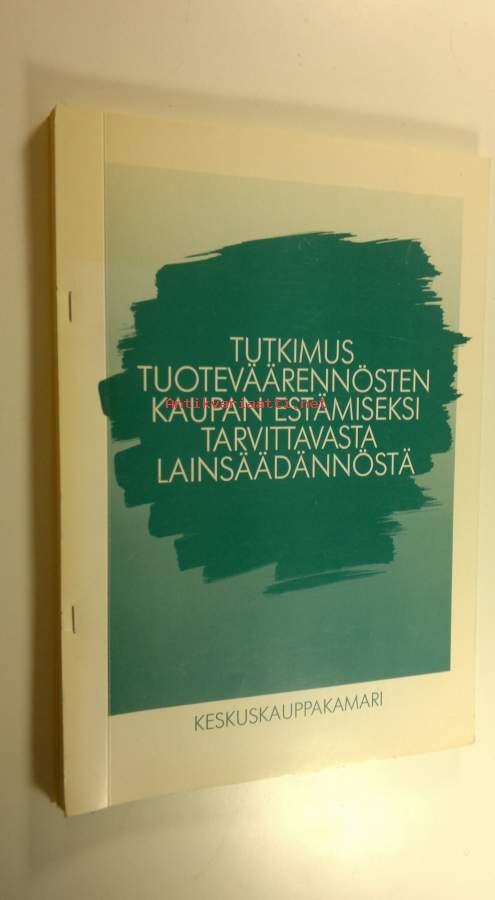 TUTKIMUS
TUOTEVÄÄRENNÖSTEN
KAUPAN ESTÄMISEKSI
Antikvariaatti.net
TARVITTAVASTA
LAINSÄÄDÄNNÖSTÄ
KESKUSKAUPPAKAMARI